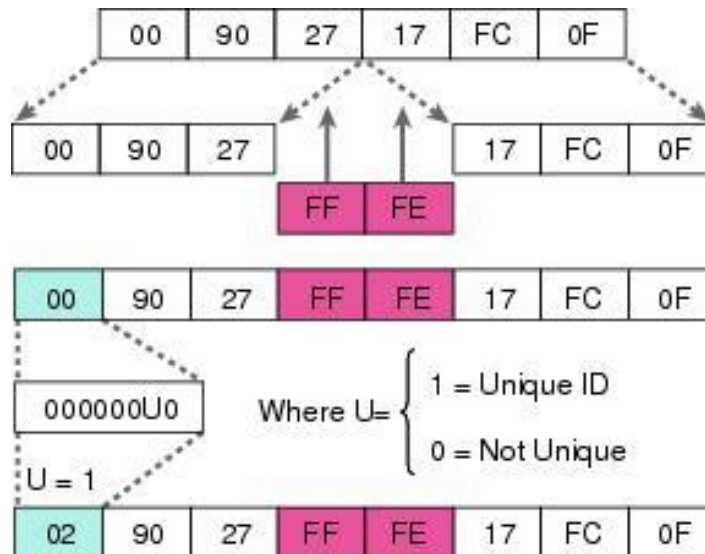 00 90 27 17 FC 0F
00 90 27 17 FC 0F
FF FE
00 90 27 FF FE 17 FC 0F
1 = Unique ID
000000U0 Where U=
0 = Not Unique
U = 1
02 90 27 FF FE 17 FC 0F